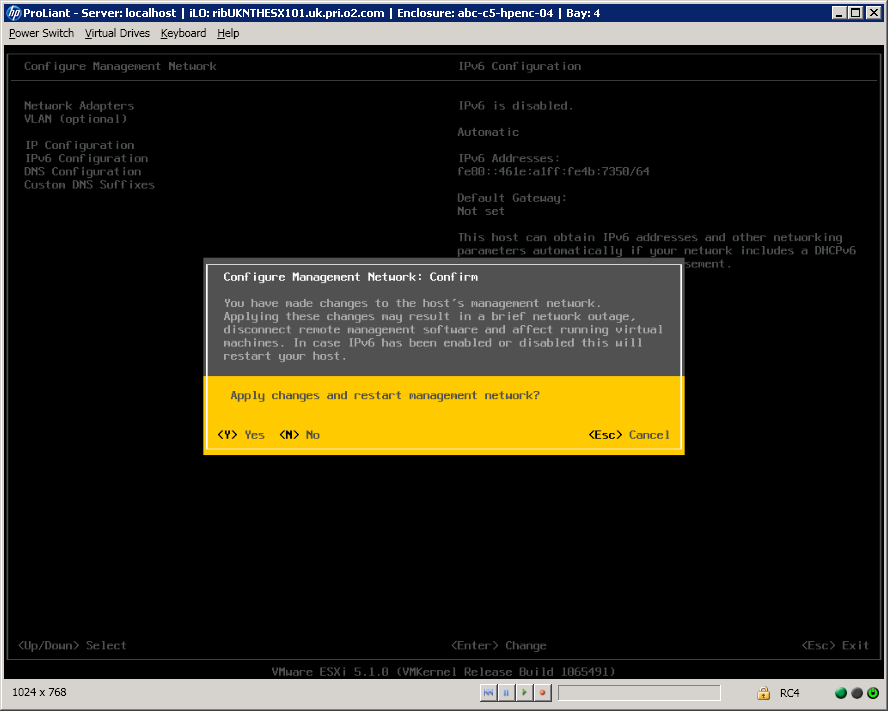 ProLiant - Server: localhost | iLO: ribUKNTHESX101.uk.pri.o2.com | Enclosure: abc-c5-hpenc-04 | Bay: 4
Power Switch Virtual Drives Keyboard Help
Configure Management Network
IPv6 Configuration
Network Adapters
VLAN (optional)
IP Configuration
IPv6 Configuration
DNS Configuration
Custom DNS Suffixes
IPv6 is disabled.
Automatic
IPv6 Addresses:
fe80::461e:a1ff:fe4b:7350/64
Default Gateway:
Not set
This host can obtain IPv6 addresses and other networking
parameters automatically if your network includes a DHCPv6
sement.
Configure Management Network: Confirm
You have made changes to the host's management network.
Applying these changes may result in a brief network outage,
disconnect remote management software and affect running virtual
machines. In case IPv6 has been enabled or disabled this will
restart your host.
Apply changes and restart management network?
<Y> Yes <N> No <Esc> Cancel
<Up/Down> Select <Enter> Change <Esc> Exit
VMware ESXi 5.1.0 (VMKernel Release Build 1065491)
1024 x 768 RC4